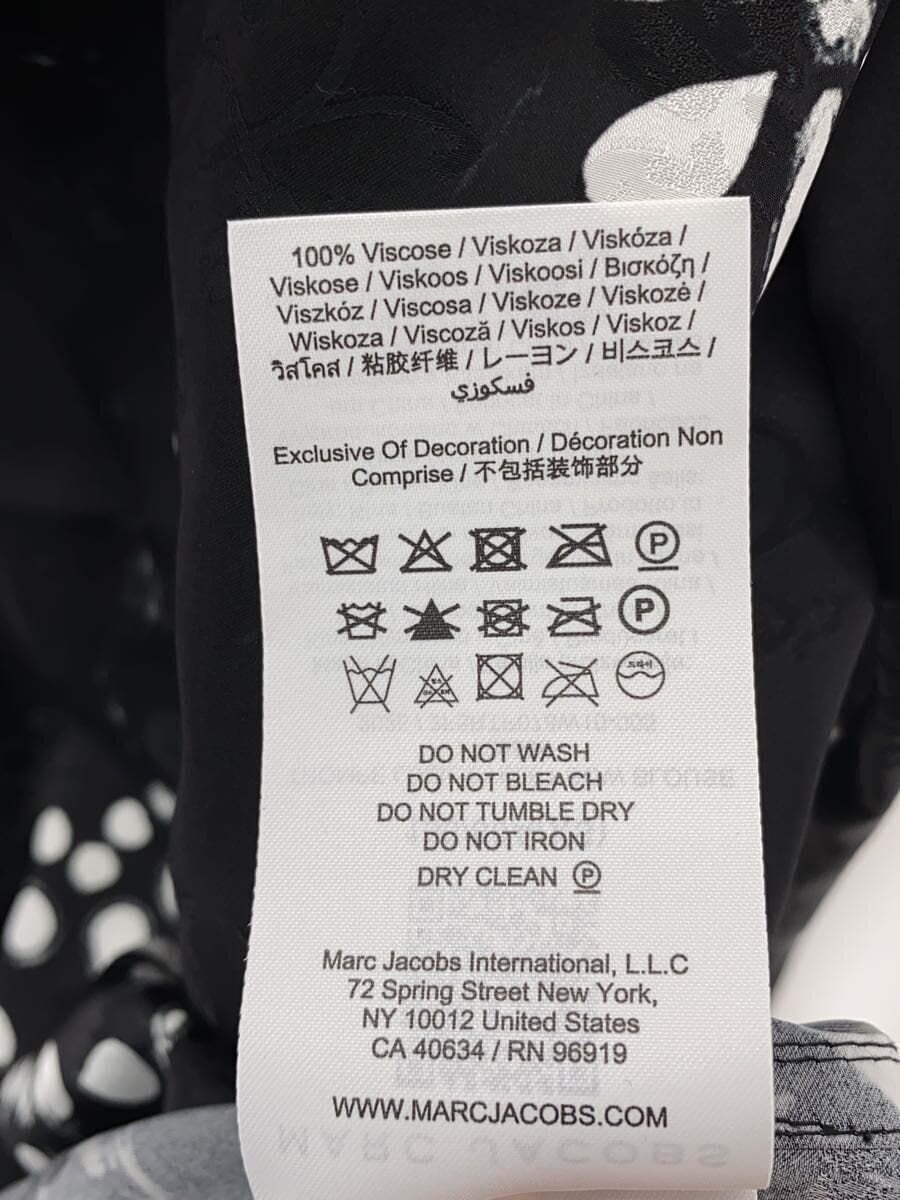 100% Viscose / Viskoza / Viskóza /
Viskose / Viskoos / Viskoosi / Βισκόζη /
Viszkóz / Viscosa / Viskoze / Viskozė /
Wiskoza / Viscoză / Viskos / Viskoz /
วิสโคส / 粘胶纤维 / レーヨン / 비스코스 /
فسكوزي
Exclusive Of Decoration / Décoration Non
Comprise / 不包括装饰部分
P
P
드라이
DO NOT WASH
DO NOT BLEACH
DO NOT TUMBLE DRY
DO NOT IRON
DRY CLEAN P
Marc Jacobs International, L.L.C
72 Spring Street New York,
NY 10012 United States
CA 40634 / RN 96919
WWW.MARCJACOBS.COM